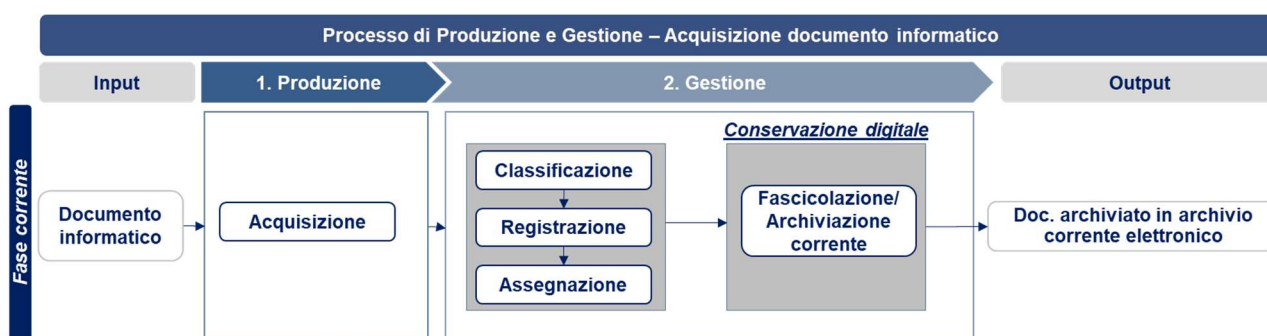 Processo di Produzione e Gestione – Acquisizione documento informatico
Input
1. Produzione
2. Gestione
Output
Fase corrente
Documento
informatico
Acquisizione
Classificazione
Registrazione
Assegnazione
Conservazione digitale
Fascicolazione/
Archiviazione
corrente
Doc. archiviato in archivio
corrente elettronico